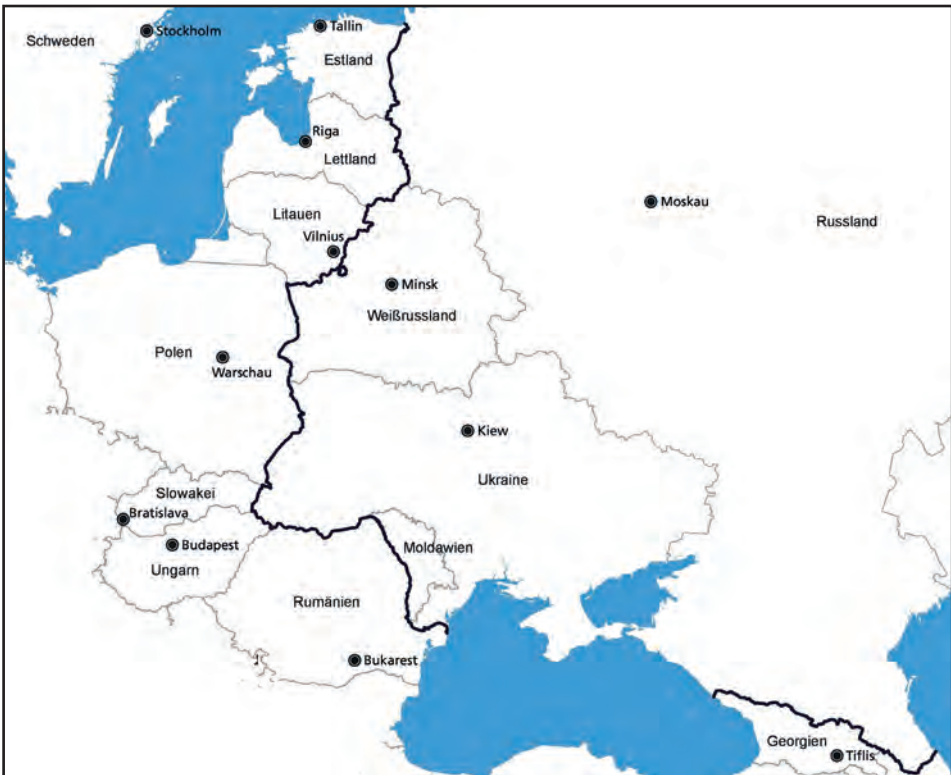 Schweden
Stockholm
Tallin
Estland
Riga
Lettland
Moskau
Russland
Litauen
Vilnius
Minsk
Weißrussland
Polen
Warschau
Kiew
Ukraine
Slowakei
Bratislava
Budapest
Ungarn
Moldawien
Rumänien
Bukarest
Georgien
Tiflis